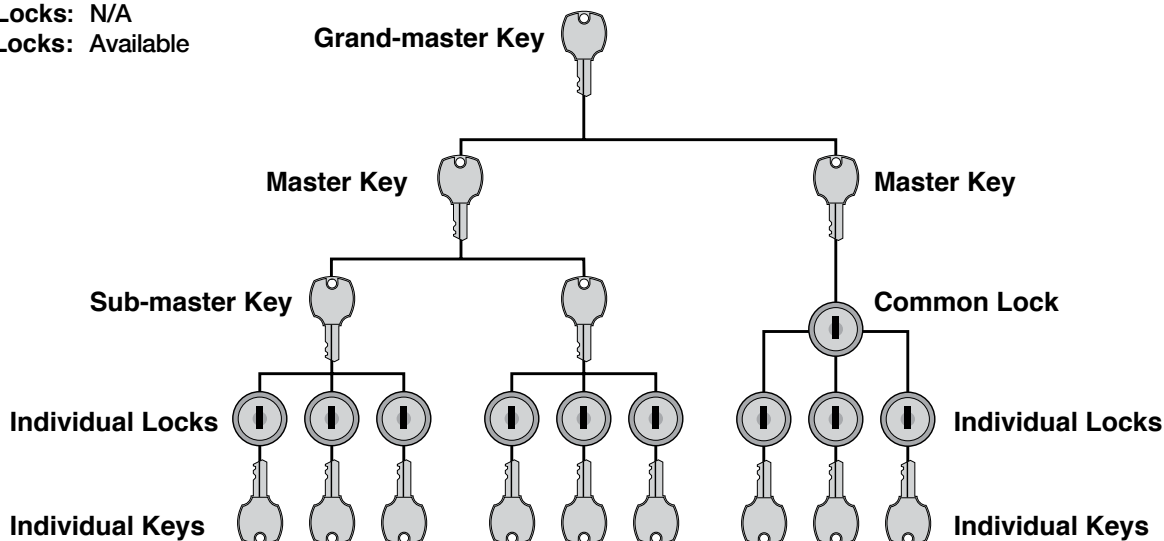 Locks: N/A
Locks: Available
Grand-master Key
Master Key
Master Key
Sub-master Key
Common Lock
Individual Locks
Individual Locks
Individual Keys
Individual Keys